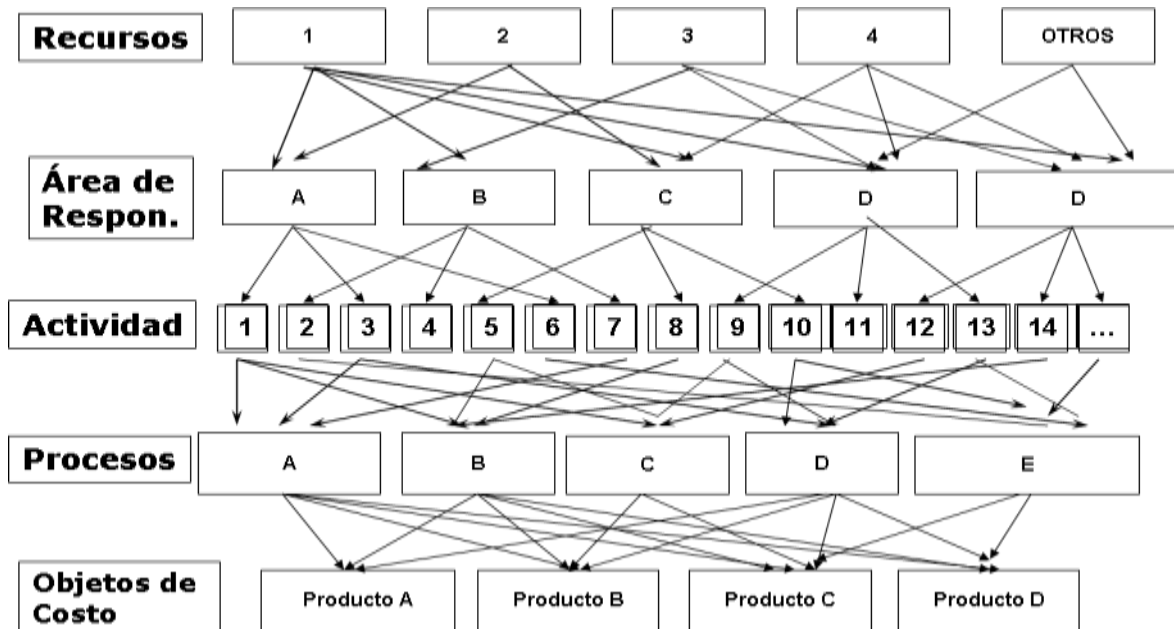 Recursos 1 2 3 4 OTROS
Área de
Respon.
A B C D D
Actividad 1 2 3 4 5 6 7 8 9 10 11 12 13 14 ...
Procesos A B C D E
Objetos de
Costo
Producto A Producto B Producto C Producto D